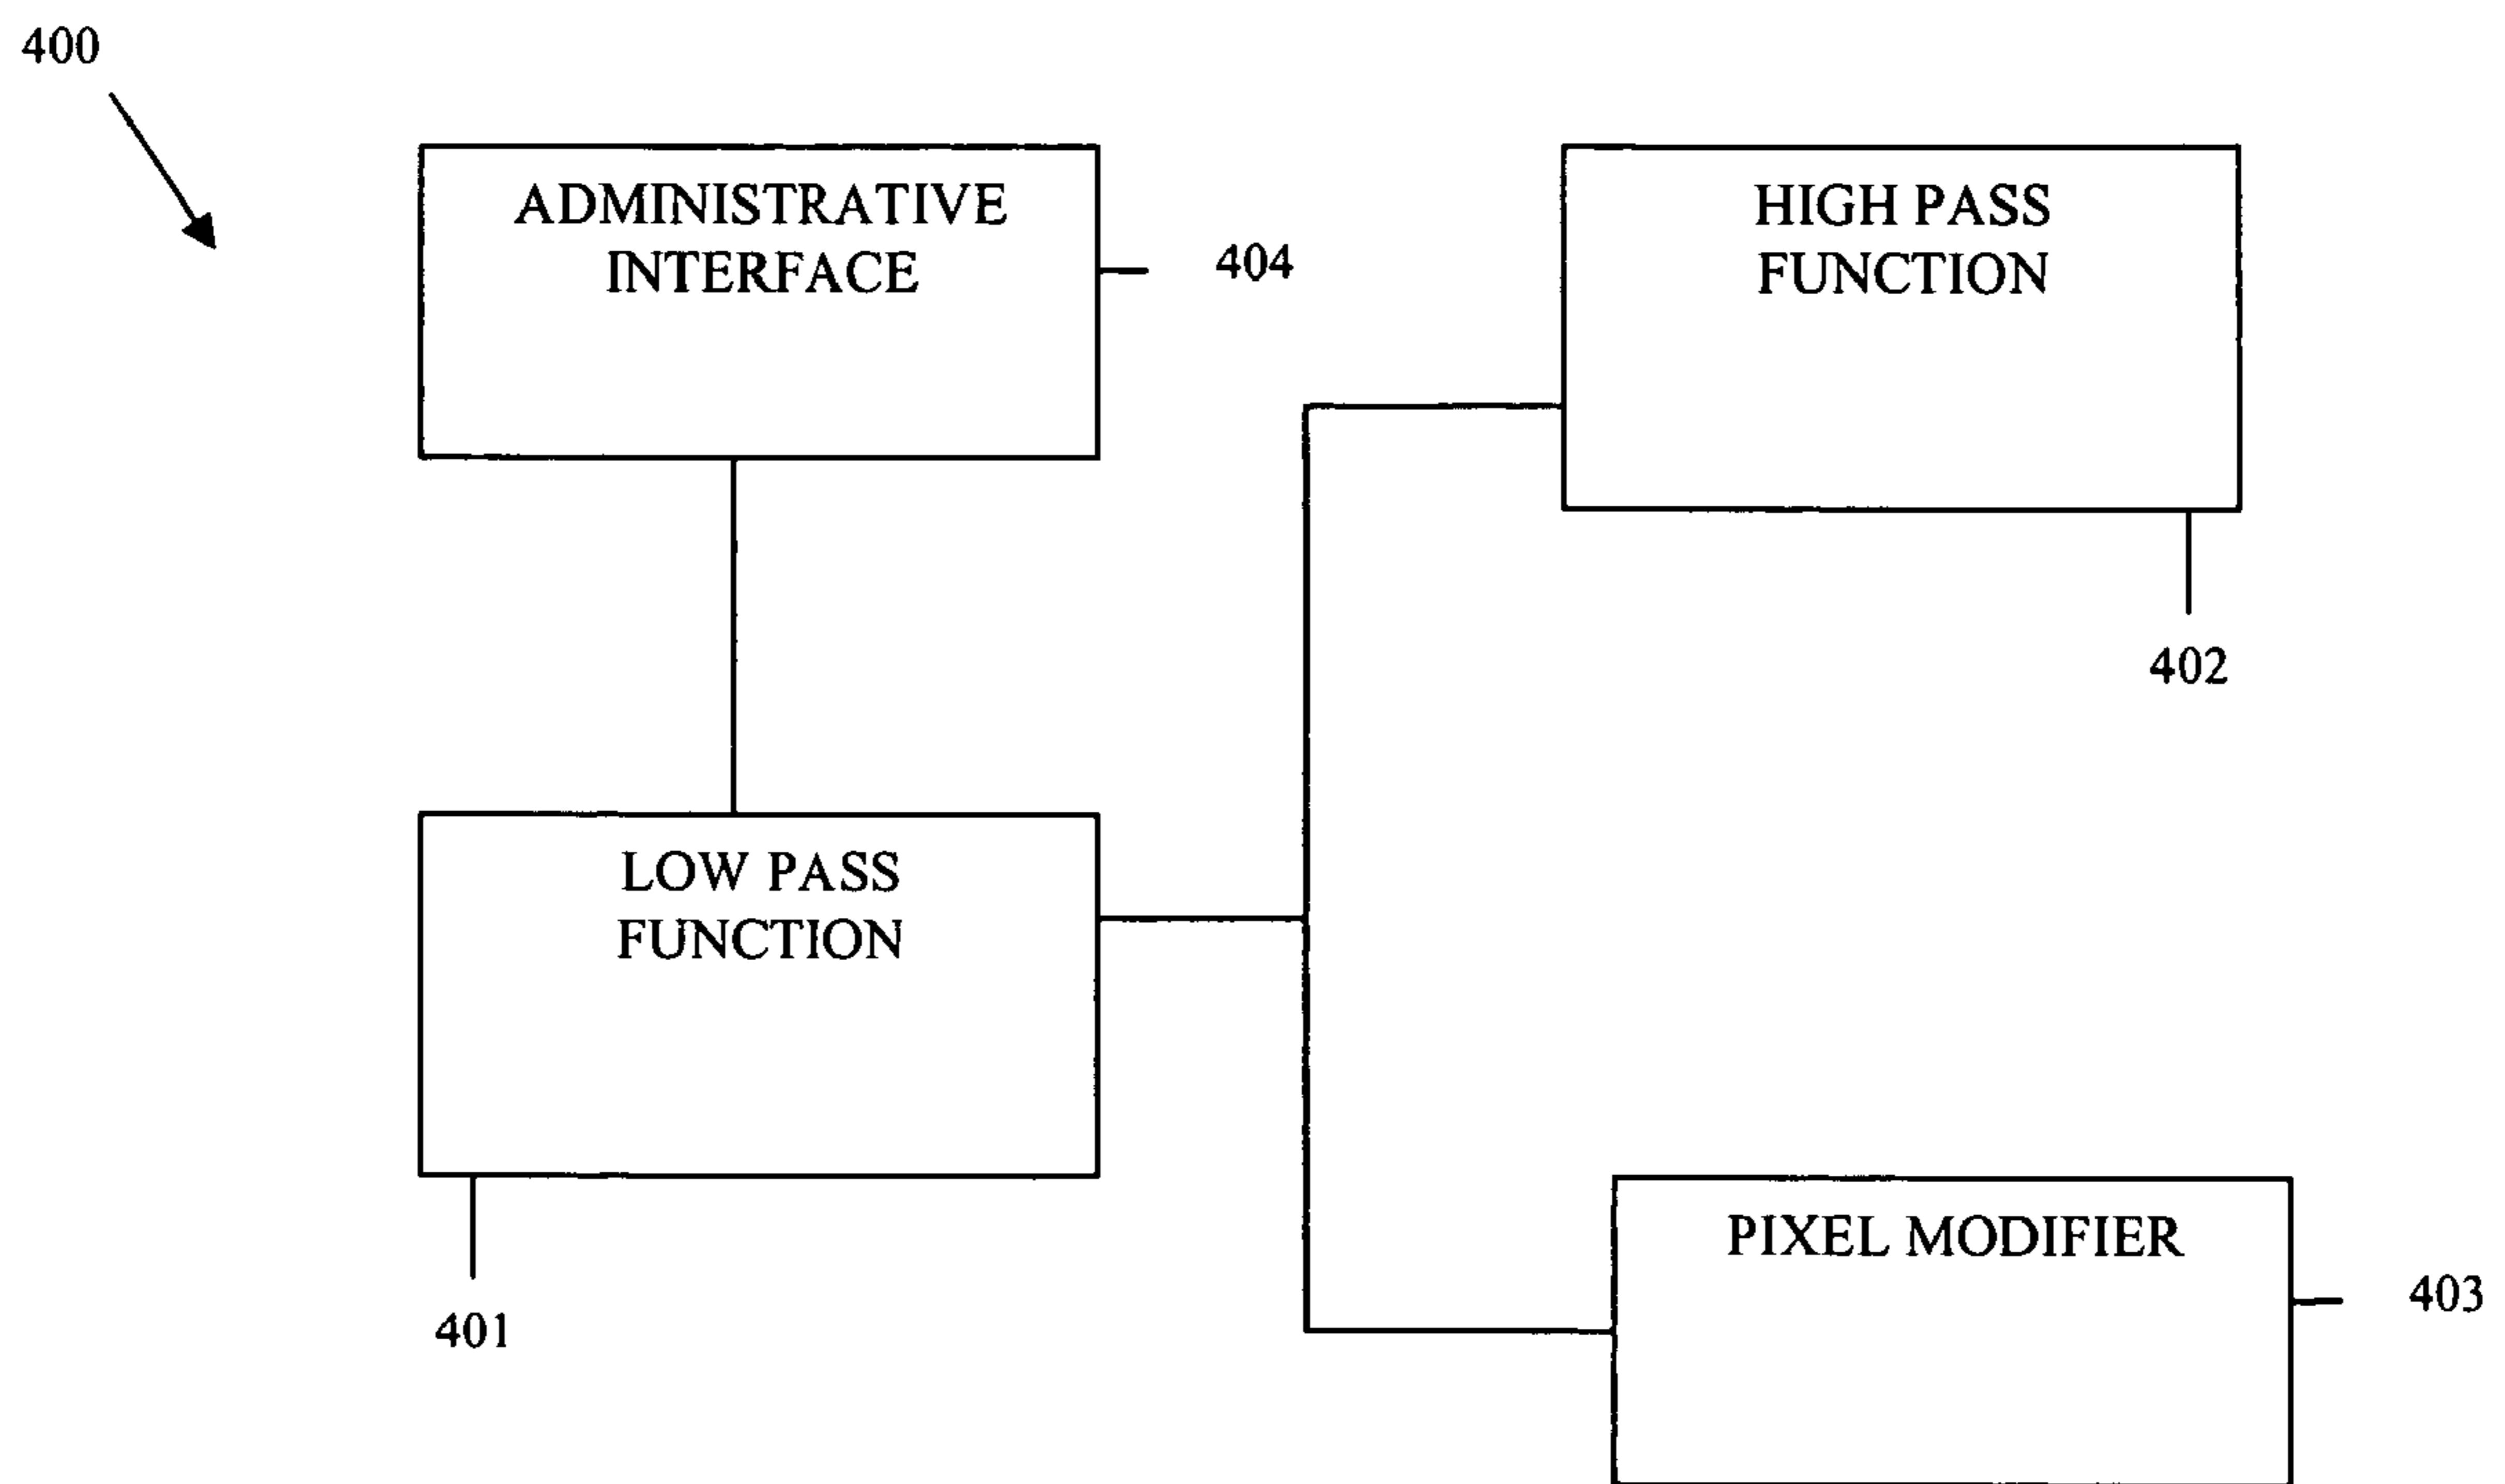 400
ADMINISTRATIVE
INTERFACE
404
HIGH PASS
FUNCTION
402
LOW PASS
FUNCTION
401
PIXEL MODIFIER
403